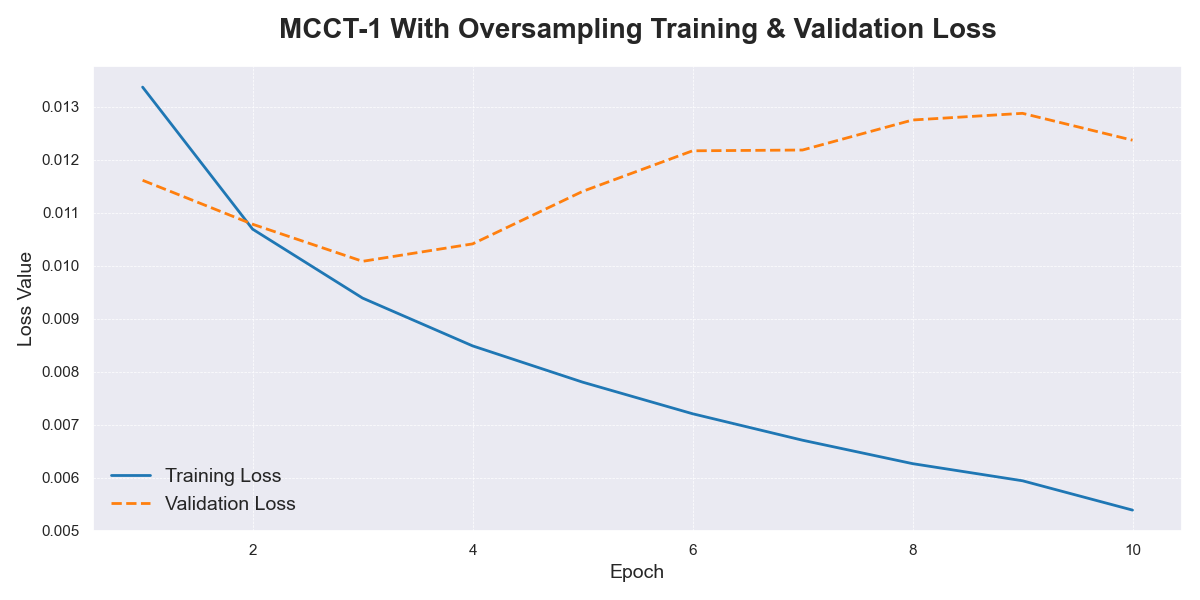 MCCT-1 With Oversampling Training & Validation Loss
Loss Value
0.013
0.012
0.011
0.010
0.009
0.008
0.007
0.006
0.005
Training Loss
Validation Loss
2 4 6 8 10
Epoch